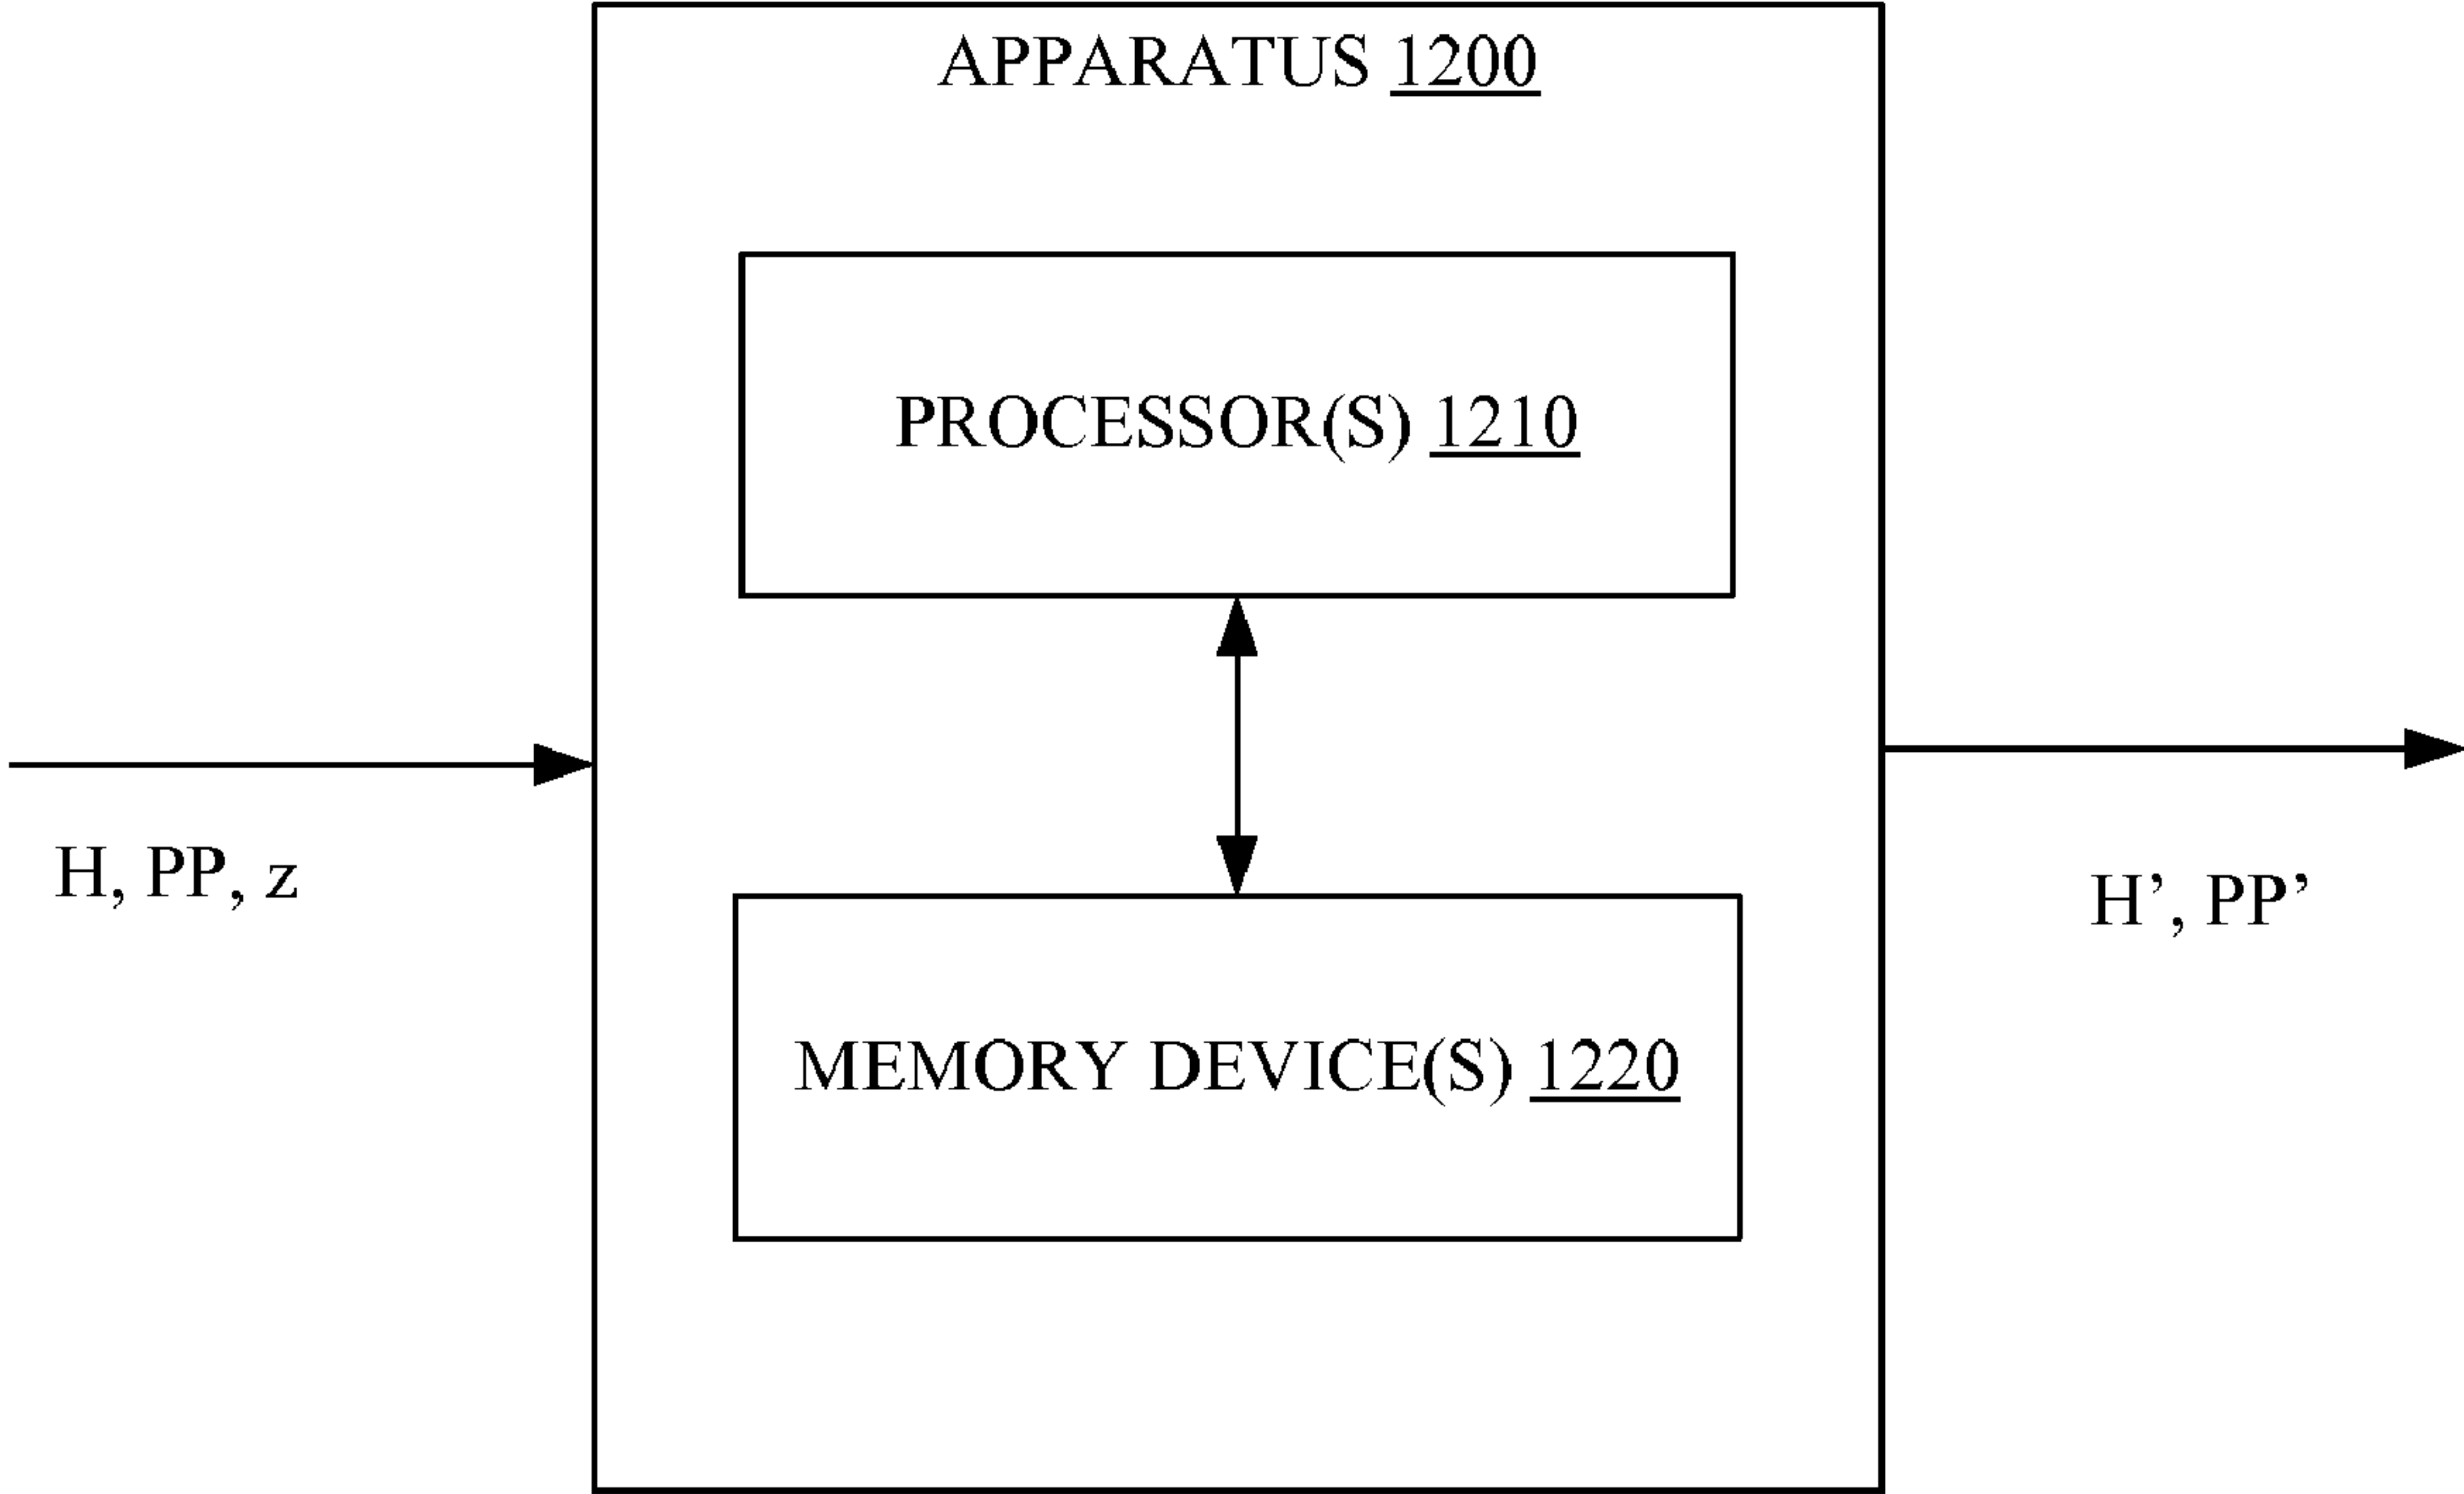 APPARATUS 1200
PROCESSOR(S) 1210
H, PP, z
H’, PP’
MEMORY DEVICE(S) 1220